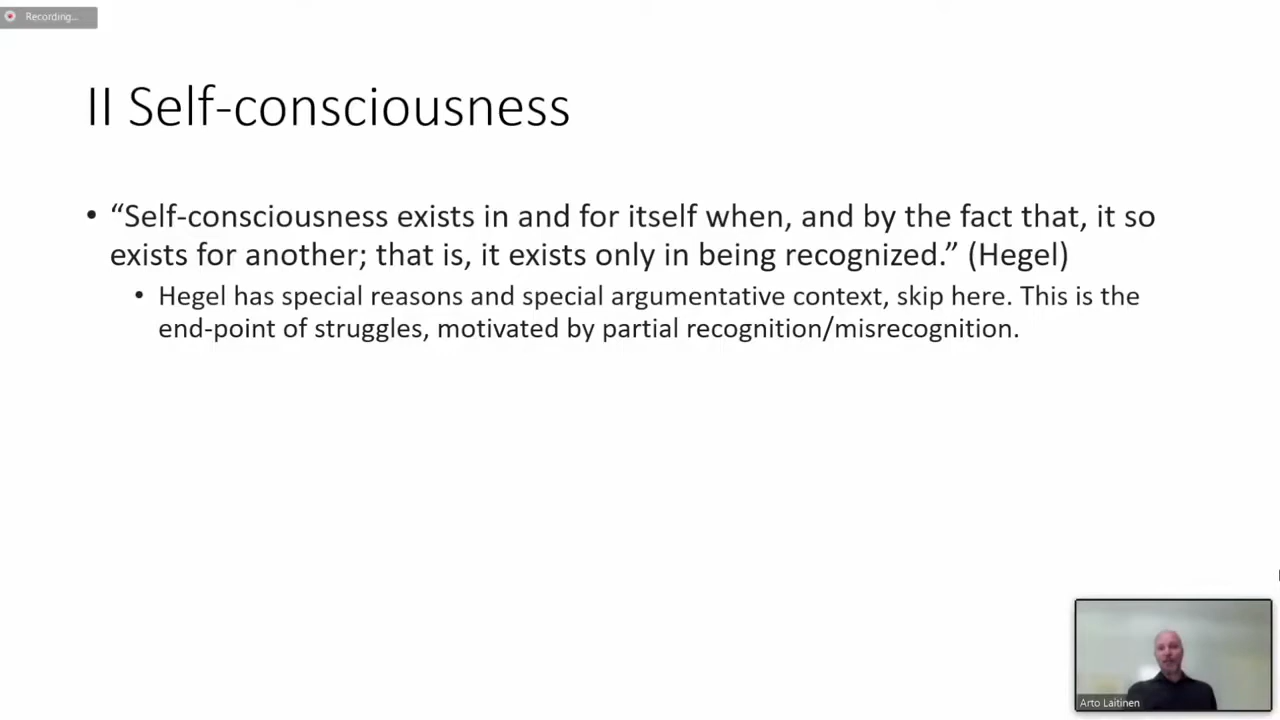 Recording...
II Self-consciousness
• “Self-consciousness exists in and for itself when, and by the fact that, it so
exists for another; that is, it exists only in being recognized.” (Hegel)
• Hegel has special reasons and special argumentative context, skip here. This is the
end-point of struggles, motivated by partial recognition/misrecognition.
Arto Laitinen